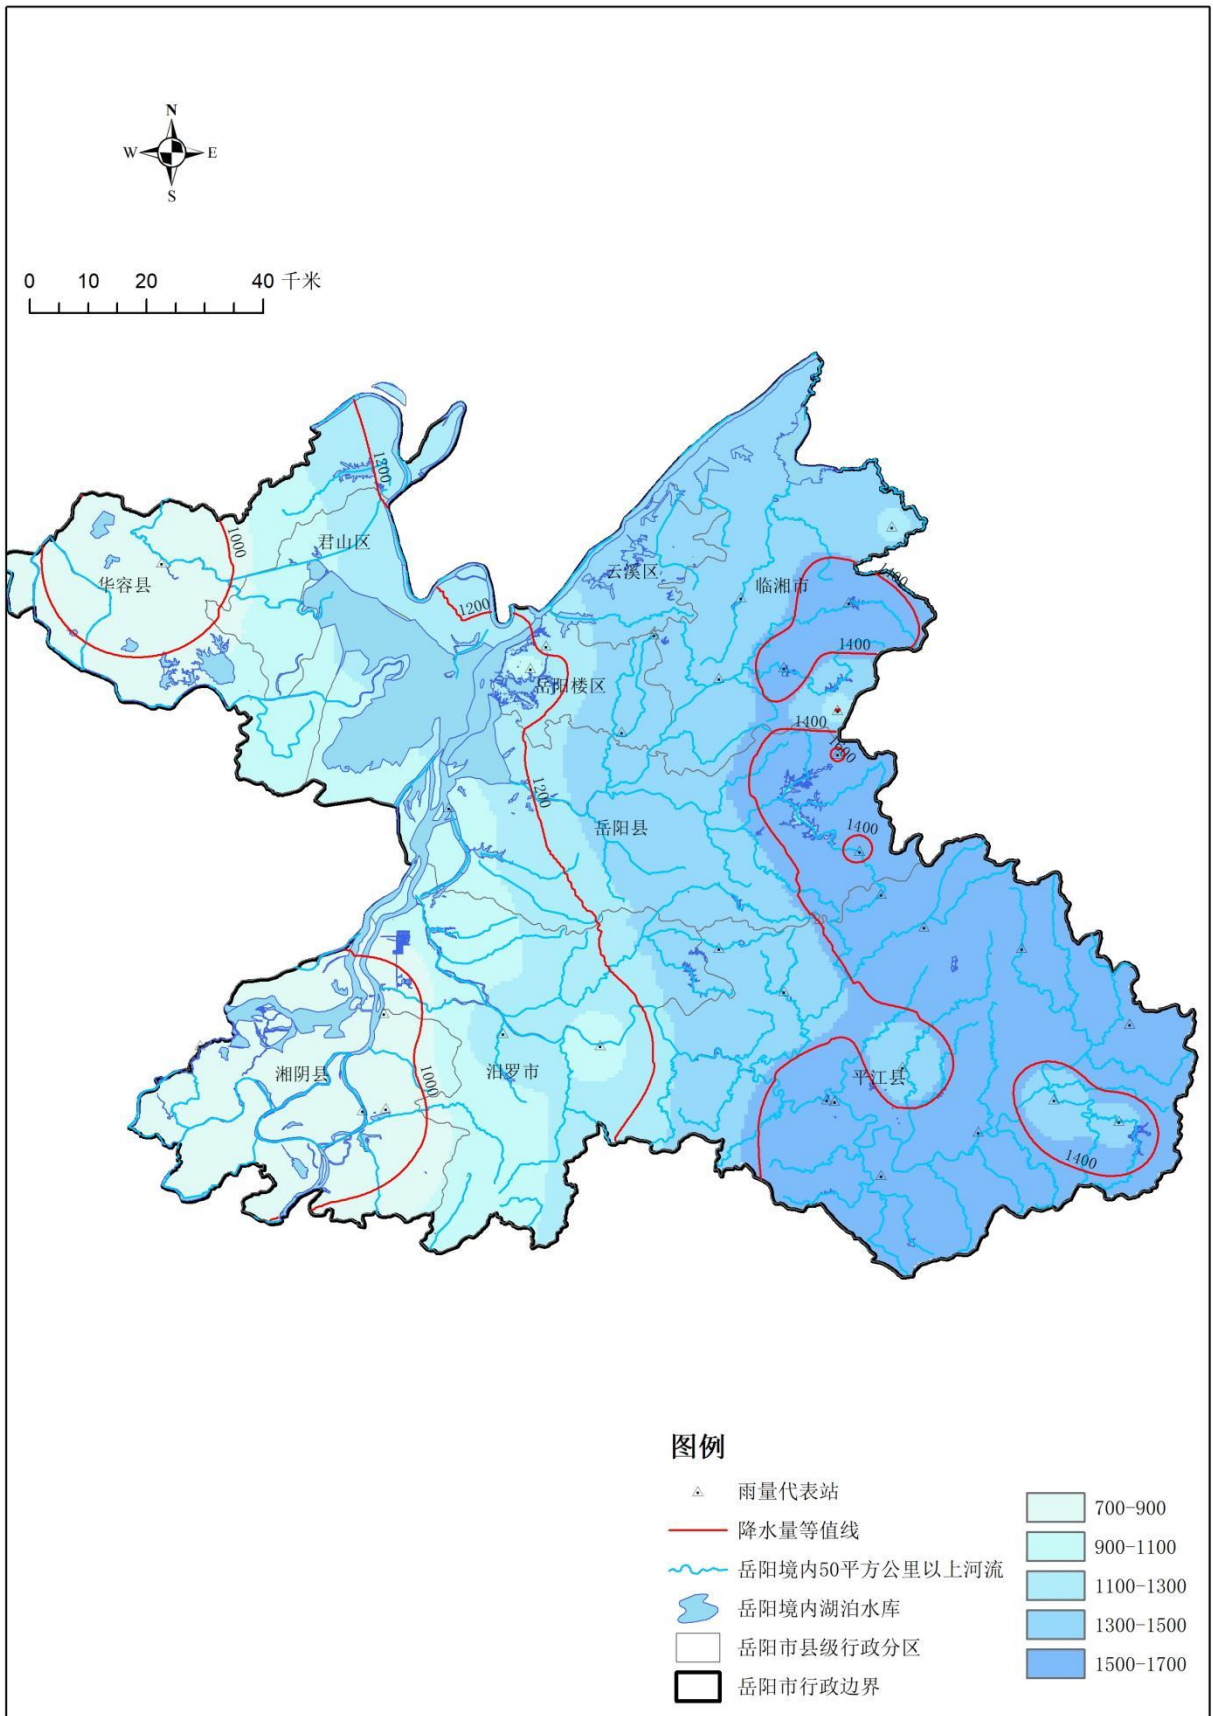 N
W E
S
0 10 20 40 千米
1200
1000
君山区
华容县
云溪区
临湘市
1400
1200
1400
岳阳楼区
1400
1200
岳阳县
1400
湘阴县
1000
汨罗市
平江县
1400
图例
雨量代表站
降水量等值线
岳阳境内50平方公里以上河流
岳阳境内湖泊水库
岳阳市县级行政分区
岳阳市行政边界
700-900
900-1100
1100-1300
1300-1500
1500-1700